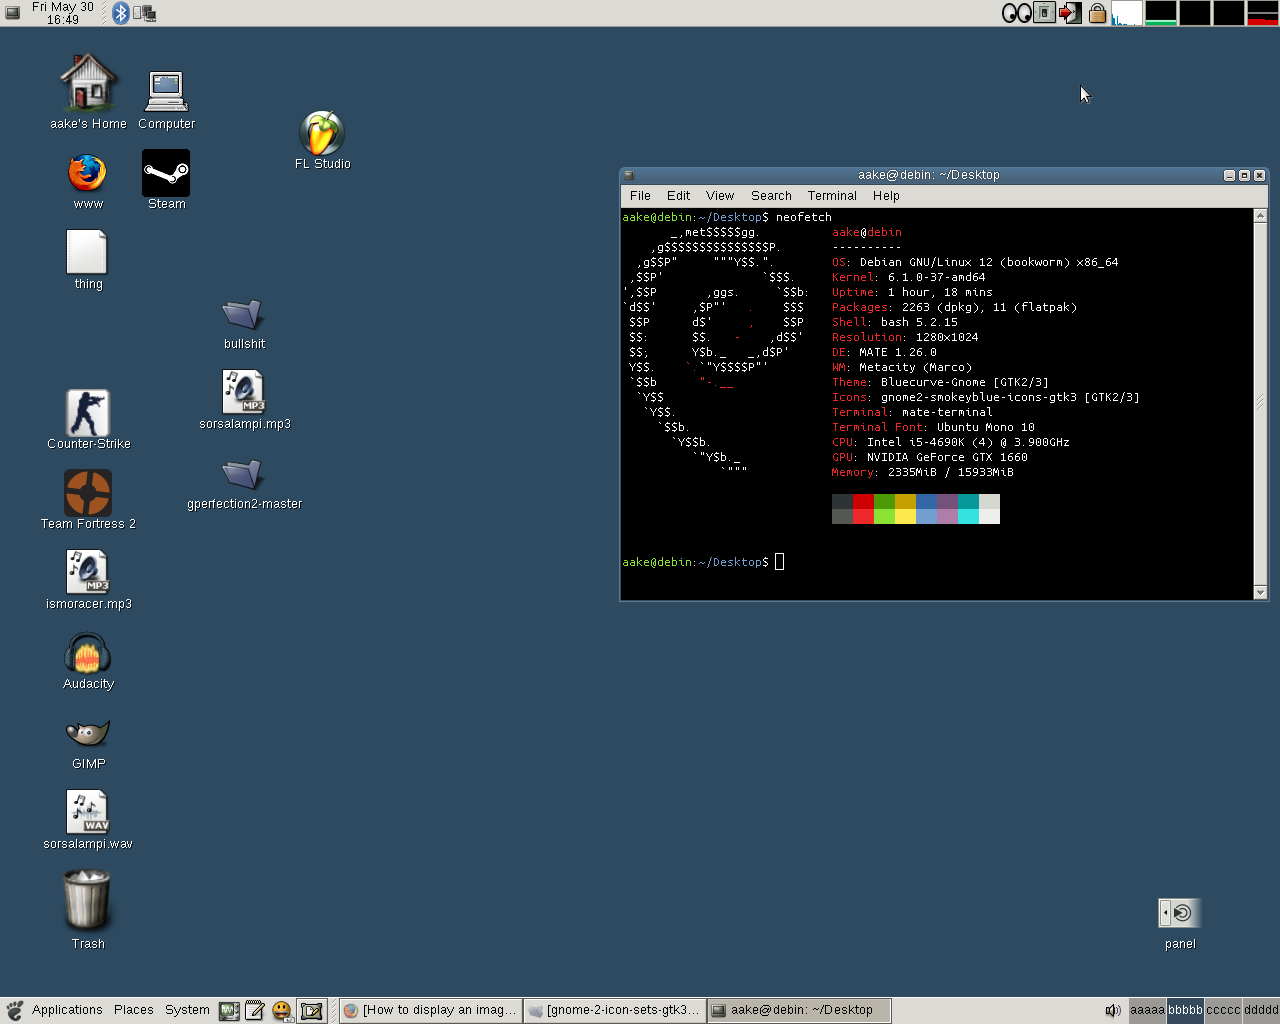 Fri May 30
16:49
aake's Home
Computer
FL Studio
www
Steam
thing
bullshit
Counter-Strike
sorsalampi.mp3
Team Fortress 2
gperfection2-master
ismoracer.mp3
MP3
MP3
Audacity
GIMP
WAV
sorsalampi.wav
Trash
aake@debin: ~/Desktop
File Edit View Search Terminal Help
aake@debin:~/Desktop$ neofetch
_,met$$$$$gg. aake@debin
,g$$$$$$$$$$$$$$$P. ----------
,g$$P" """Y$$.". OS: Debian GNU/Linux 12 (bookworm) x86_64
,$$P' `$$$. Kernel: 6.1.0-37-amd64
',$$P ,ggs. `$$b: Uptime: 1 hour, 18 mins
`d$$' ,$P"' . $$$ Packages: 2263 (dpkg), 11 (flatpak)
$$P d$' , $$P Shell: bash 5.2.15
$$: $$. - ,d$$' Resolution: 1280x1024
$$; Y$b._ _,d$P' DE: MATE 1.26.0
Y$$. `.`"Y$$$$P"' WM: Metacity (Marco)
`$$b "-.__ Theme: Bluecurve-Gnome [GTK2/3]
`Y$$ Icons: gnome2-smokeyblue-icons-gtk3 [GTK2/3]
`Y$$. Terminal: mate-terminal
`$$b. Terminal Font: Ubuntu Mono 10
`Y$$b. CPU: Intel i5-4690K (4) @ 3.900GHz
`"Y$b._ GPU: NVIDIA GeForce GTX 1660
`""" Memory: 2335MiB / 15933MiB
aake@debin:~/Desktop$
panel
Applications Places System
[How to display an imag...
[gnome-2-icon-sets-gtk3...
aake@debin: ~/Desktop
aaaaa bbbbb ccccc ddddd